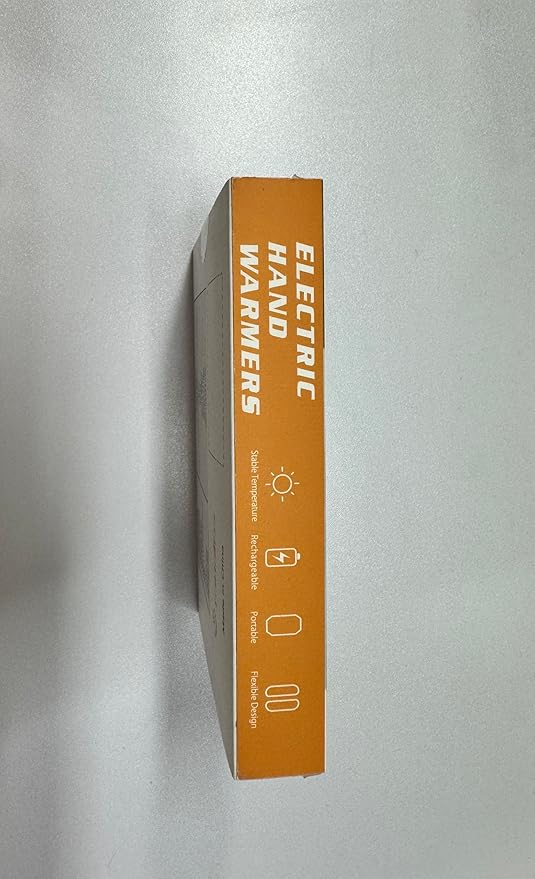 ELECTRIC
HAND
WARMERS
Stable Temperature
Rechargeable
Portable
Flexible Design